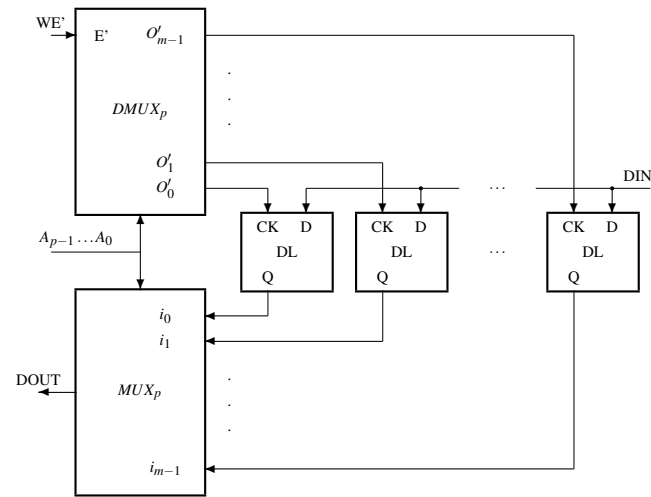 WE'
E'
O'ₘ₋₁
DMUXₚ
O'₁
O'₀
DIN
...
CK D
DL
Q
CK D
DL
Q
...
CK D
DL
Q
Aₚ₋₁ ... A₀
i₀
i₁
DOUT
MUXₚ
iₘ₋₁